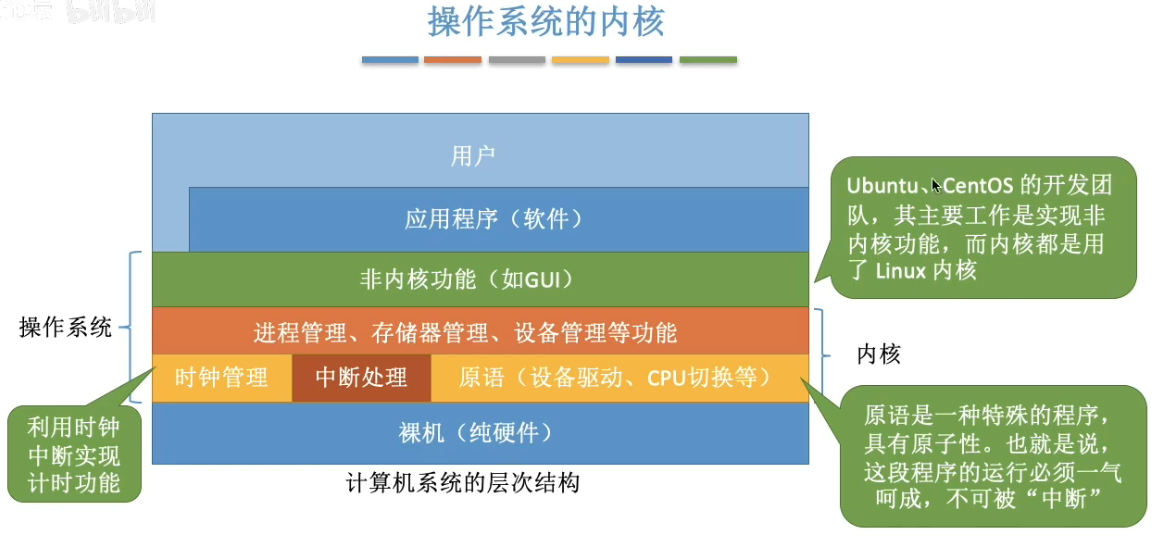 操作系统的内核
用户
应用程序（软件）
非内核功能（如GUI）
进程管理、存储器管理、设备管理等功能
时钟管理
中断处理
原语（设备驱动、CPU切换等）
裸机（纯硬件）
计算机系统的层次结构
操作系统
内核
利用时钟
中断实现
计时功能
Ubuntu、CentOS 的开发团
队，其主要工作是实现非
内核功能，而内核都是用
了 Linux 内核
原语是一种特殊的程序，
具有原子性。也就是说，
这段程序的运行必须一气
呵成，不可被“中断”